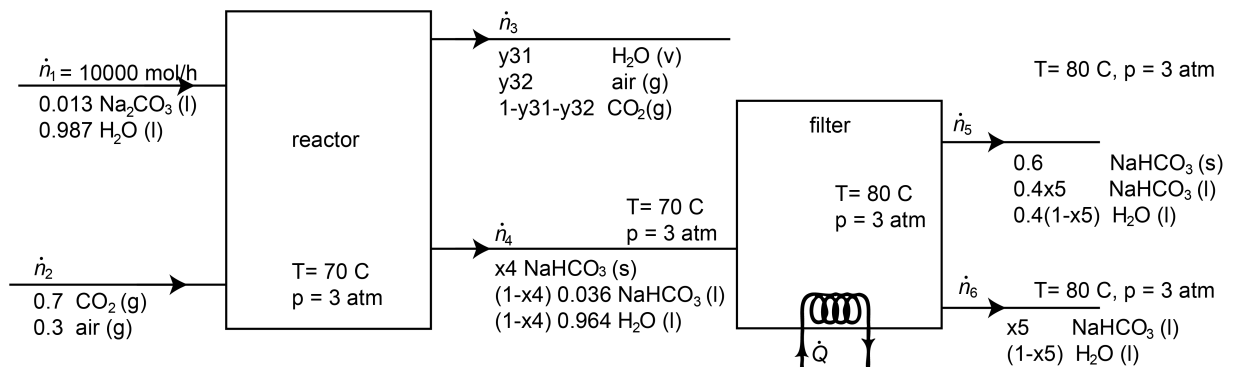 ṅ1 = 10000 mol/h
0.013 Na₂CO₃ (l)
0.987 H₂O (l)
ṅ2
0.7 CO₂ (g)
0.3 air (g)
reactor
T= 70 C
p = 3 atm
ṅ3
y31 H₂O (v)
y32 air (g)
1-y31-y32 CO₂(g)
ṅ4
T= 70 C
p = 3 atm
x4 NaHCO₃ (s)
(1-x4) 0.036 NaHCO₃ (l)
(1-x4) 0.964 H₂O (l)
filter
T= 80 C
p = 3 atm
Q̇
T= 80 C, p = 3 atm
ṅ5
0.6 NaHCO₃ (s)
0.4x5 NaHCO₃ (l)
0.4(1-x5) H₂O (l)
ṅ6
T= 80 C, p = 3 atm
x5 NaHCO₃ (l)
(1-x5) H₂O (l)